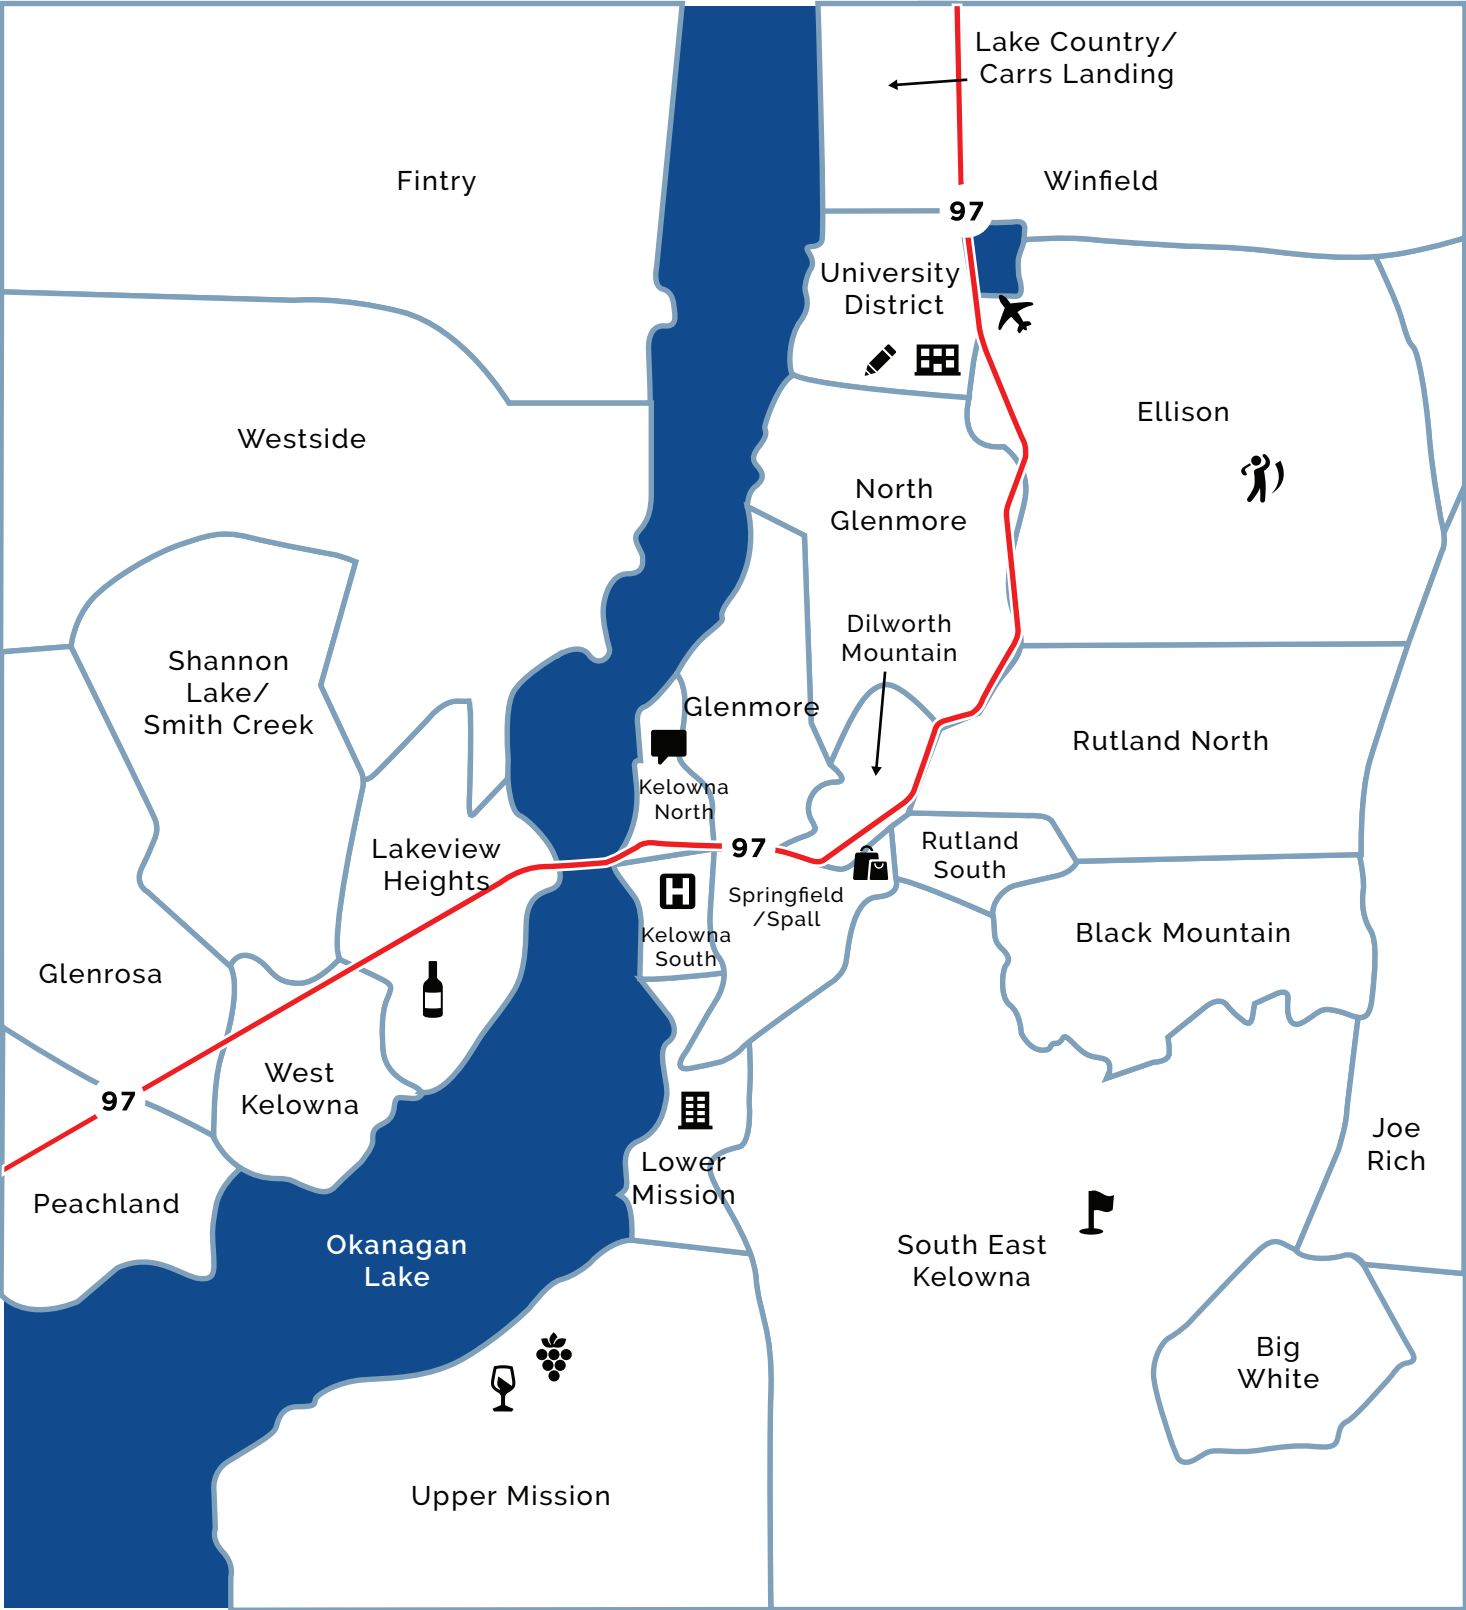 Lake Country/
Carrs Landing
Fintry
Winfield
97
University
District
Ellison
Westside
North
Glenmore
Dilworth
Mountain
Shannon
Lake/
Smith Creek
Glenmore
Rutland North
Kelowna
North
97
Lakeview
Heights
Rutland
South
H
Springfield
/Spall
Kelowna
South
Black Mountain
Glenrosa
West
Kelowna
97
Joe
Rich
Lower
Mission
Peachland
Okanagan
Lake
South East
Kelowna
Big
White
Upper Mission